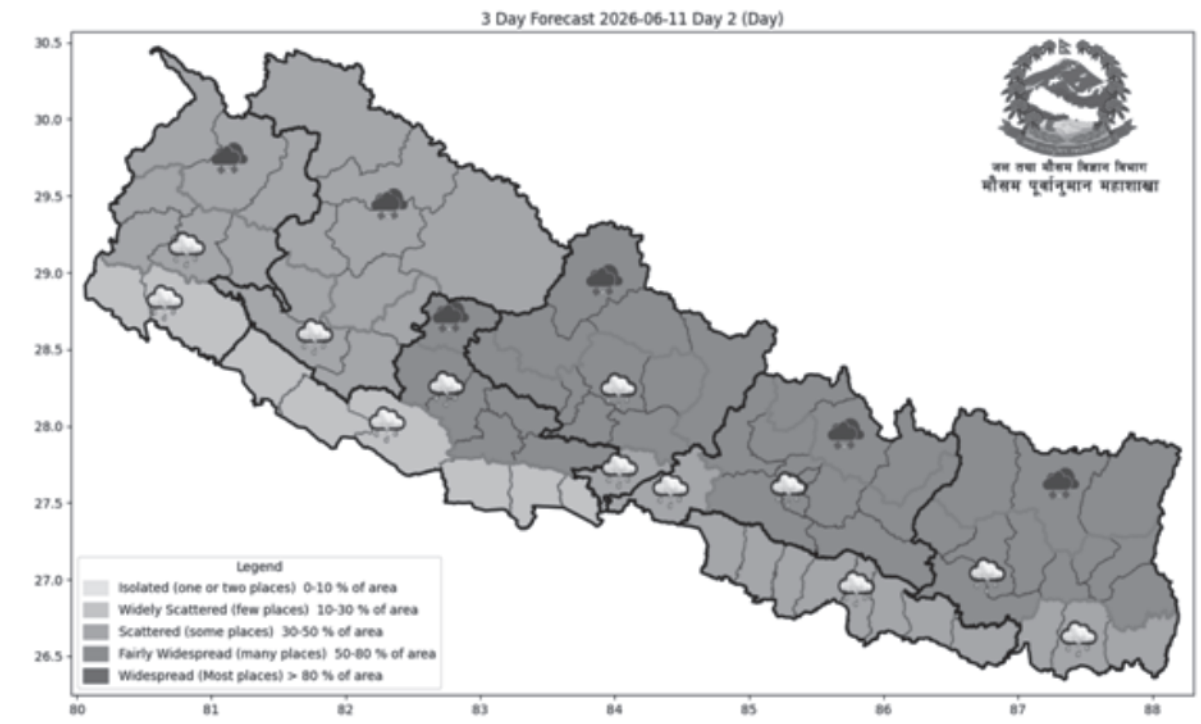 3 Day Forecast 2026-06-11 Day 2 (Day)
जल तथा मौसम विज्ञान विभाग
मौसम पूर्वानुमान महाशाखा
30.5
30.0
29.5
29.0
28.5
28.0
27.5
27.0
26.5
Legend
Isolated (one or two places) 0-10 % of area
Widely Scattered (few places) 10-30 % of area
Scattered (some places) 30-50 % of area
Fairly Widespread (many places) 50-80 % of area
Widespread (Most places) > 80 % of area
80 81 82 83 84 85 86 87 88